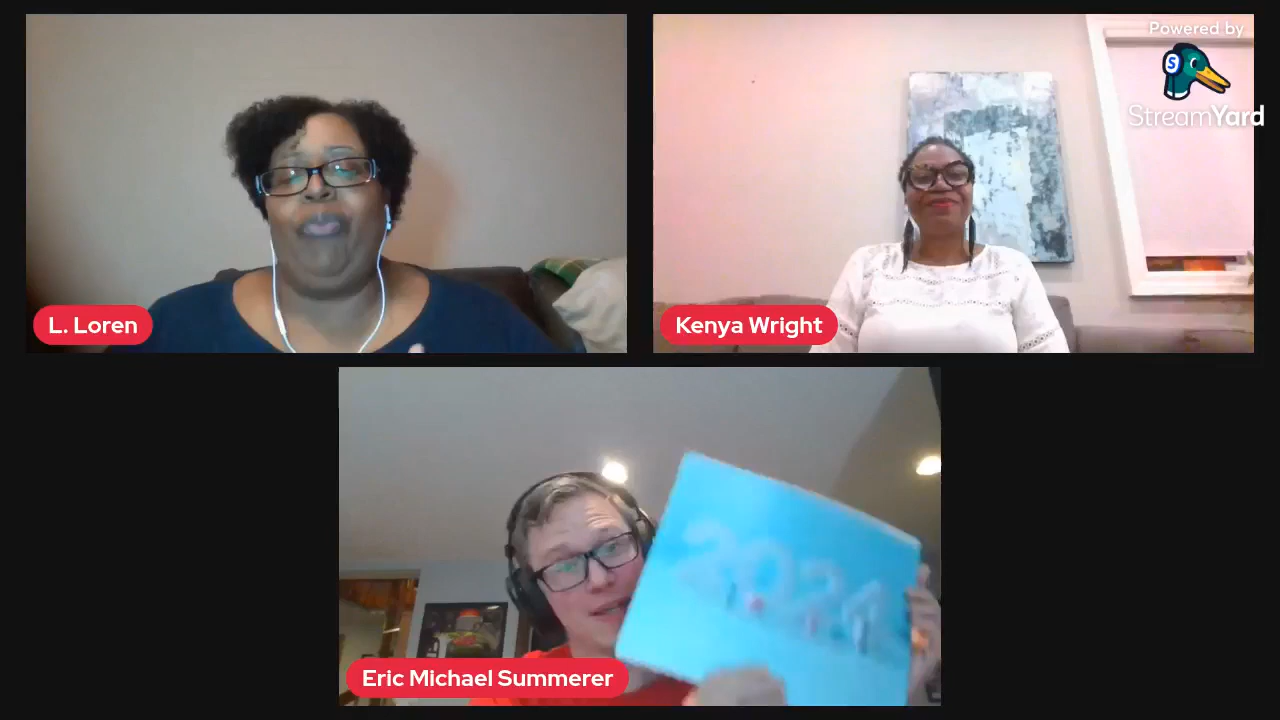 Powered by
S
StreamYard
L. Loren
Kenya Wright
2024
Eric Michael Summerer